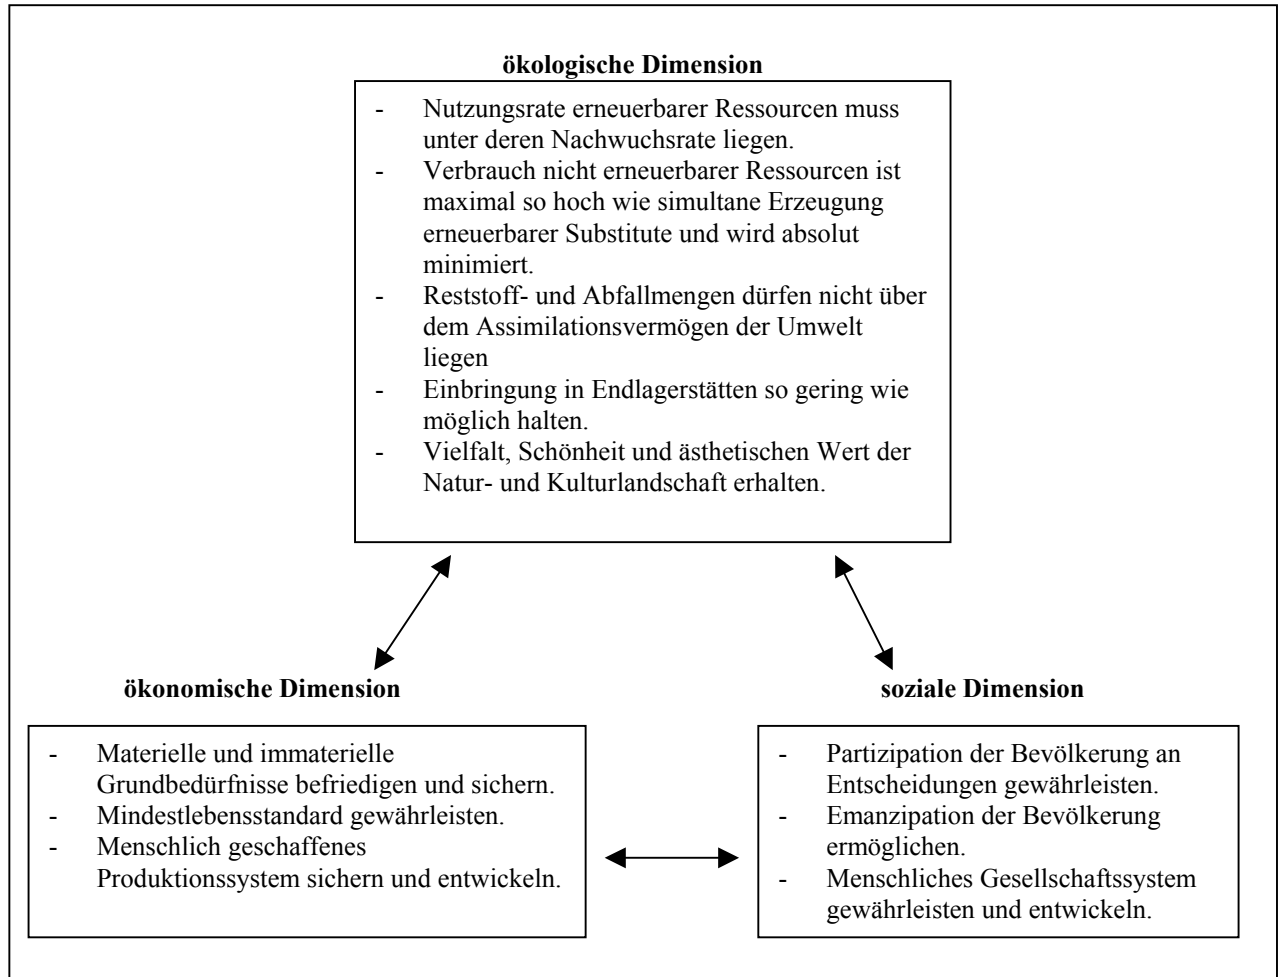 ökologische Dimension
- Nutzungsrate erneuerbarer Ressourcen muss
unter deren Nachwuchsrate liegen.
- Verbrauch nicht erneuerbarer Ressourcen ist
maximal so hoch wie simultane Erzeugung
erneuerbarer Substitute und wird absolut
minimiert.
- Reststoff- und Abfallmengen dürfen nicht über
dem Assimilationsvermögen der Umwelt
liegen
- Einbringung in Endlagerstätten so gering wie
möglich halten.
- Vielfalt, Schönheit und ästhetischen Wert der
Natur- und Kulturlandschaft erhalten.
ökonomische Dimension
- Materielle und immaterielle
Grundbedürfnisse befriedigen und sichern.
- Mindestlebensstandard gewährleisten.
- Menschlich geschaffenes
Produktionssystem sichern und entwickeln.
soziale Dimension
- Partizipation der Bevölkerung an
Entscheidungen gewährleisten.
- Emanzipation der Bevölkerung
ermöglichen.
- Menschliches Gesellschaftssystem
gewährleisten und entwickeln.